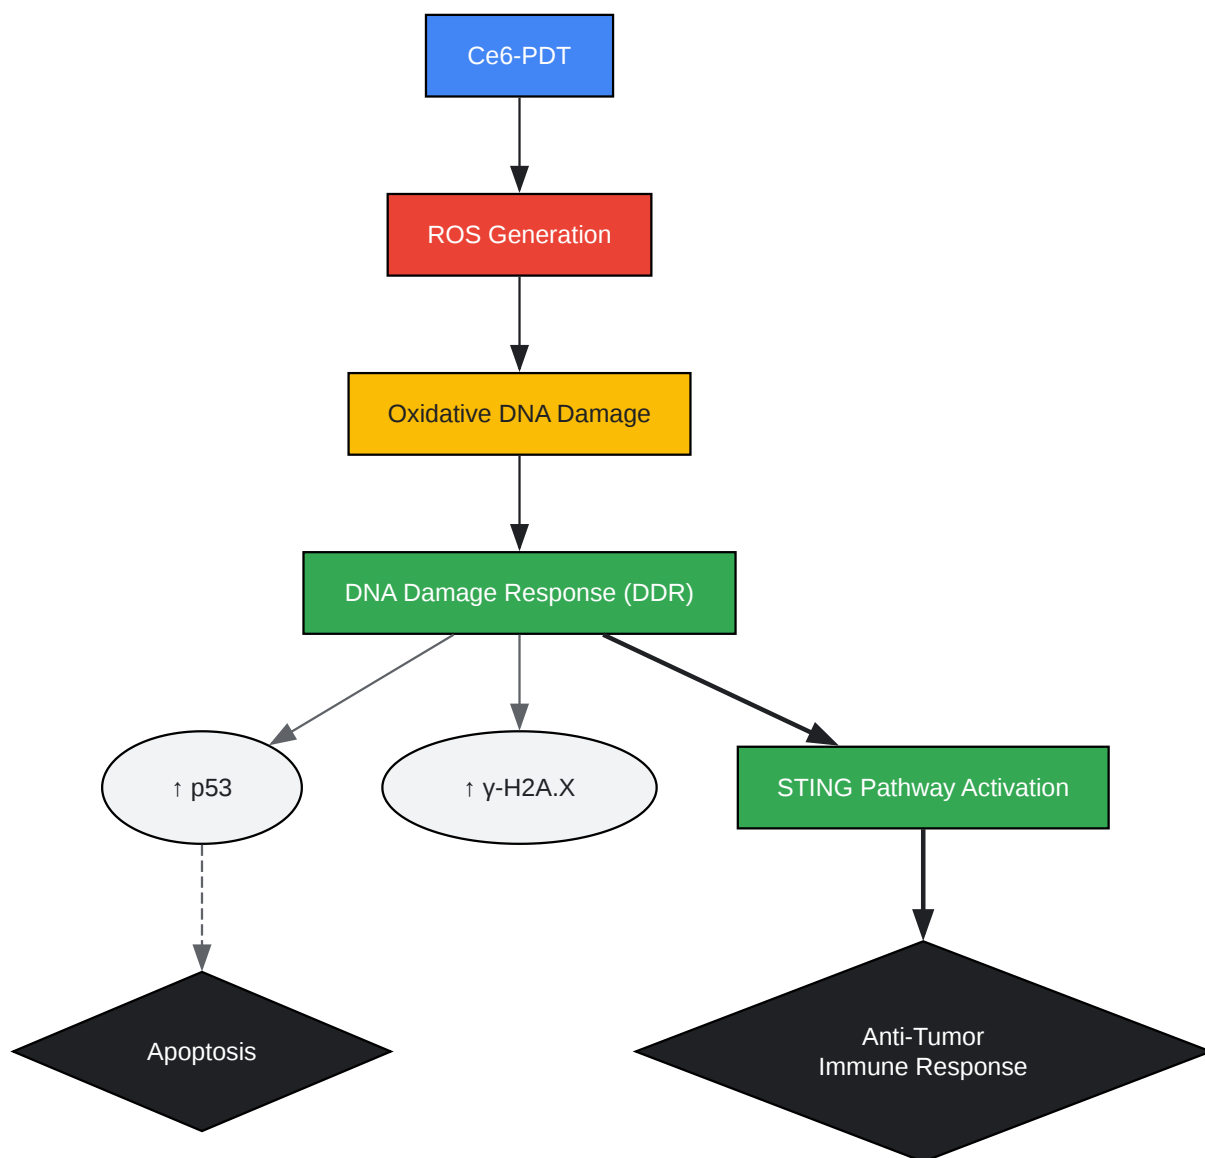 Ce6-PDT
ROS Generation
Oxidative DNA Damage
DNA Damage Response (DDR)
↑ p53
↑ γ-H2A.X
STING Pathway Activation
Apoptosis
Anti-Tumor
Immune Response